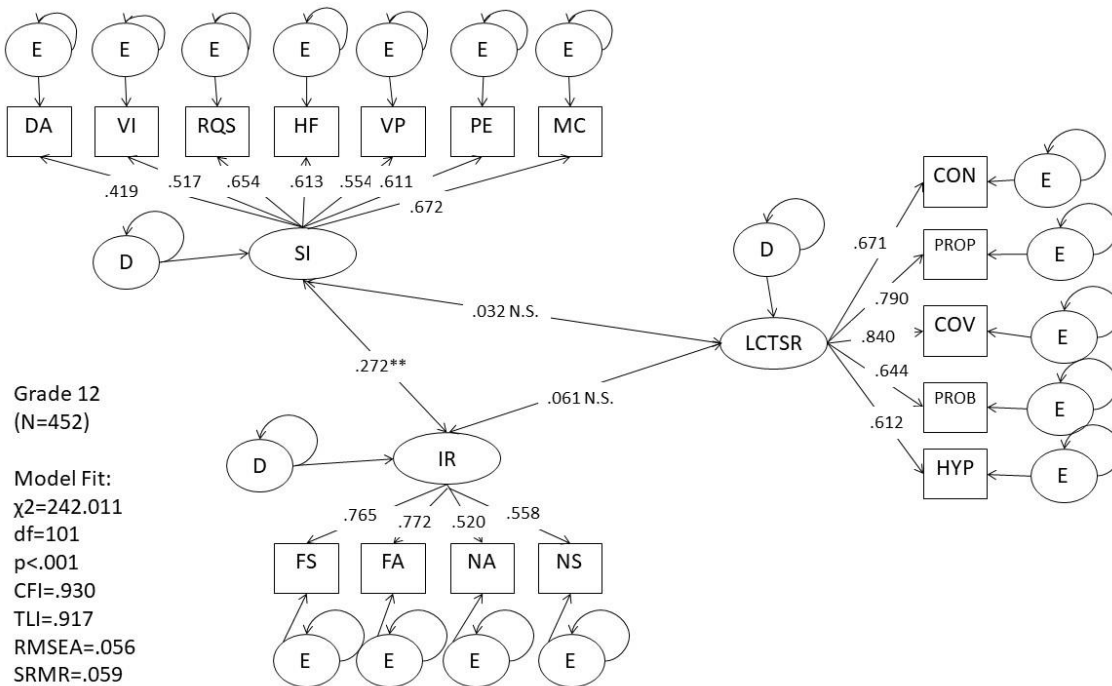 E E E E E E E
DA VI RQS HF VP PE MC
.419 .517 .654 .613 .554 .611 .672
D SI
CON E
.671
D
PROP E
.790
.032 N.S.
LCTSR
COV E
.840
.272**
.644
.061 N.S.
PROB E
.612
HYP E
D IR
.765 .772 .520 .558
FS FA NA NS
E E E E
Grade 12
(N=452)
Model Fit:
χ2=242.011
df=101
p<.001
CFI=.930
TLI=.917
RMSEA=.056
SRMR=.059